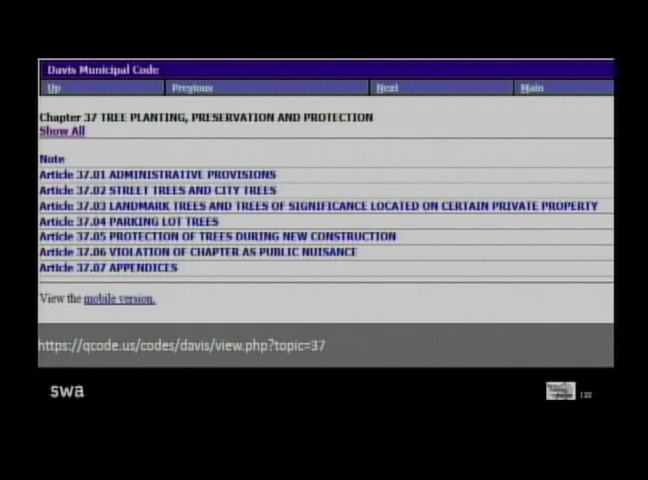 Davis Municipal Code
Up Previous Next Main
Chapter 37 TREE PLANTING, PRESERVATION AND PROTECTION
Show All
Note
Article 37.01 ADMINISTRATIVE PROVISIONS
Article 37.02 STREET TREES AND CITY TREES
Article 37.03 LANDMARK TREES AND TREES OF SIGNIFICANCE LOCATED ON CERTAIN PRIVATE PROPERTY
Article 37.04 PARKING LOT TREES
Article 37.05 PROTECTION OF TREES DURING NEW CONSTRUCTION
Article 37.06 VIOLATION OF CHAPTER AS PUBLIC NUISANCE
Article 37.07 APPENDICES
View the mobile version.
https://qcode.us/codes/davis/view.php?topic=37
swa